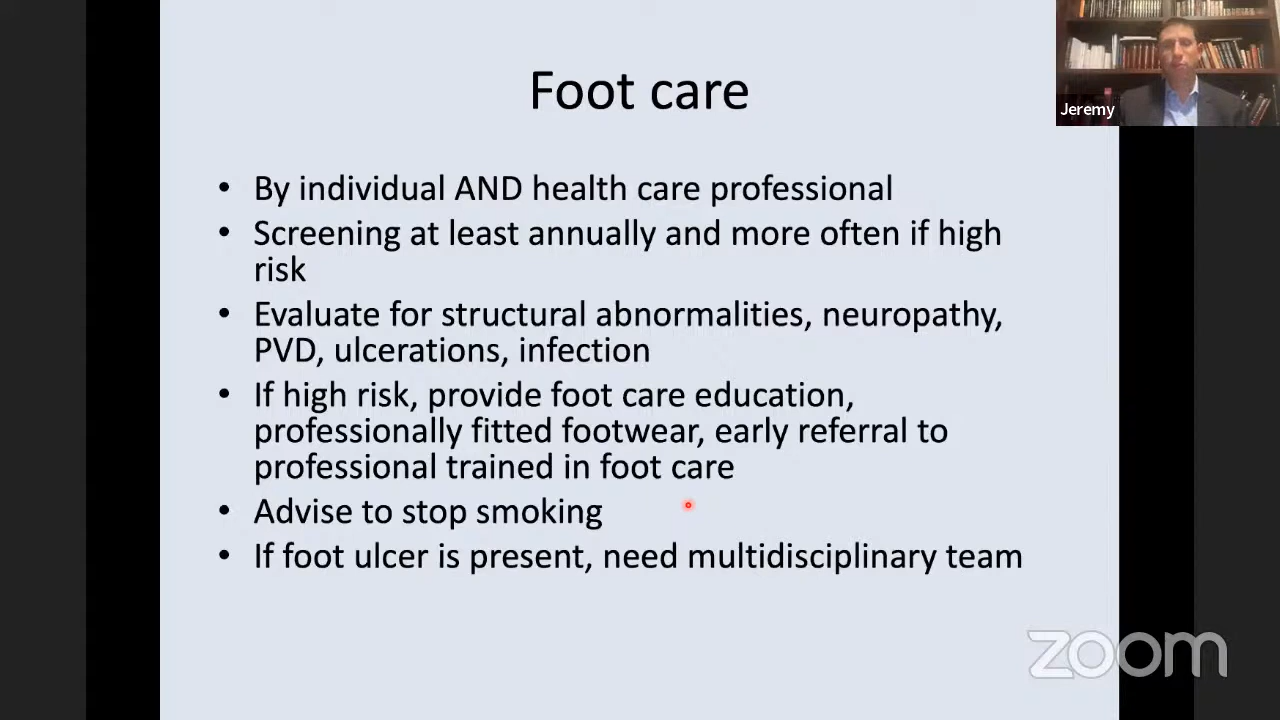 Foot care
Jeremy
• By individual AND health care professional
• Screening at least annually and more often if high
risk
• Evaluate for structural abnormalities, neuropathy,
PVD, ulcerations, infection
• If high risk, provide foot care education,
professionally fitted footwear, early referral to
professional trained in foot care
• Advise to stop smoking
• If foot ulcer is present, need multidisciplinary team
zoom